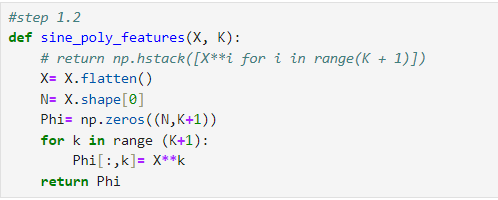 #step 1.2
def sine_poly_features(X, K):
    # return np.hstack([X**i for i in range(K + 1)])
    X= X.flatten()
    N= X.shape[0]
    Phi= np.zeros((N,K+1))
    for k in range (K+1):
        Phi[:,k]= X**k
    return Phi